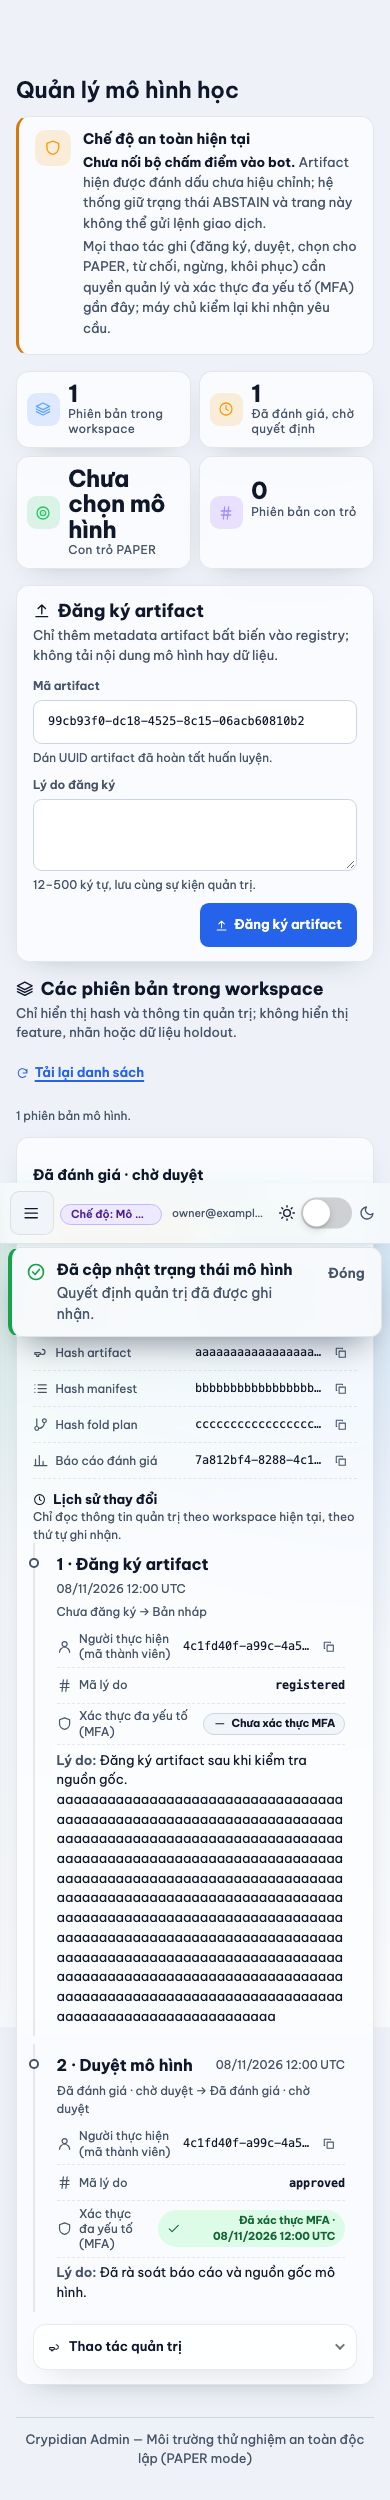 Quản lý mô hình học
Chế độ an toàn hiện tại
Chưa nối bộ chấm điểm vào bot. Artifact
hiện được đánh dấu chưa hiệu chỉnh; hệ
thống giữ trạng thái ABSTAIN và trang này
không thể gửi lệnh giao dịch.
Mọi thao tác ghi (đăng ký, duyệt, chọn cho
PAPER, từ chối, ngừng, khôi phục) cần
quyền quản lý và xác thực đa yếu tố (MFA)
gần đây; máy chủ kiểm lại khi nhận yêu
cầu.
1
Phiên bản trong
workspace
1
Đã đánh giá, chờ
quyết định
Chưa
chọn mô
hình
Con trỏ PAPER
0
Phiên bản con trỏ
Đăng ký artifact
Chỉ thêm metadata artifact bất biến vào registry;
không tải nội dung mô hình hay dữ liệu.
Mã artifact
99cb93f0-dc18-4525-8c15-06acb60810b2
Dán UUID artifact đã hoàn tất huấn luyện.
Lý do đăng ký
12–500 ký tự, lưu cùng sự kiện quản trị.
Đăng ký artifact
Các phiên bản trong workspace
Chỉ hiển thị hash và thông tin quản trị; không hiển thị
feature, nhãn hoặc dữ liệu holdout.
Tải lại danh sách
1 phiên bản mô hình.
Đã đánh giá · chờ duyệt
Chế độ: Mô ...
owner@exampl...
Đã cập nhật trạng thái mô hình
Đóng
Quyết định quản trị đã được ghi
nhận.
Hash artifact aaaaaaaaaaaaaaaaa…
Hash manifest bbbbbbbbbbbbbbbbb…
Hash fold plan ccccccccccccccccc…
Báo cáo đánh giá 7a812bf4-8288-4c1…
Lịch sử thay đổi
Chỉ đọc thông tin quản trị theo workspace hiện tại, theo
thứ tự ghi nhận.
1 · Đăng ký artifact
08/11/2026 12:00 UTC
Chưa đăng ký → Bản nháp
Người thực hiện
(mã thành viên)
4c1fd40f-a99c-4a5…
Mã lý do registered
Xác thực đa yếu tố
(MFA)
Chưa xác thực MFA
Lý do: Đăng ký artifact sau khi kiểm tra
nguồn gốc.
aaaaaaaaaaaaaaaaaaaaaaaaaaaaaaaaaa
aaaaaaaaaaaaaaaaaaaaaaaaaaaaaaaaaa
aaaaaaaaaaaaaaaaaaaaaaaaaaaaaaaaaa
aaaaaaaaaaaaaaaaaaaaaaaaaaaaaaaaaa
aaaaaaaaaaaaaaaaaaaaaaaaaaaaaaaaaa
aaaaaaaaaaaaaaaaaaaaaaaaaaaaaaaaaa
aaaaaaaaaaaaaaaaaaaaaaaaaaaaaaaaaa
aaaaaaaaaaaaaaaaaaaaaaaaaaaaaaaaaa
aaaaaaaaaaaaaaaaaaaaaaaaaaaaaaaaaa
aaaaaaaaaaaaaaaaaaaaaaaaaaaaaaaaaa
aaaaaaaaaaaaaaaaaaaaaaaaaaaaaaaaaa
aaaaaaaaaaaaaaaaaaaaaaaaaa
2 · Duyệt mô hình 08/11/2026 12:00 UTC
Đã đánh giá · chờ duyệt → Đã đánh giá · chờ
duyệt
Người thực hiện
(mã thành viên)
4c1fd40f-a99c-4a5…
Mã lý do approved
Xác thực
đa yếu tố
(MFA)
Đã xác thực MFA ·
08/11/2026 12:00 UTC
Lý do: Đã rà soát báo cáo và nguồn gốc mô
hình.
Thao tác quản trị
Crypidian Admin — Môi trường thử nghiệm an toàn độc
lập (PAPER mode)